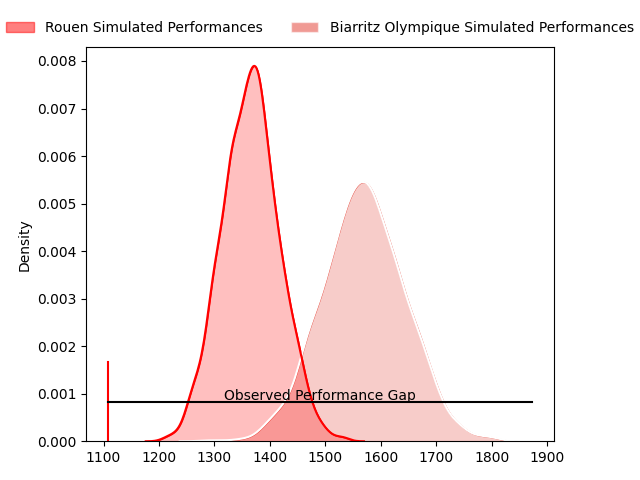 Rouen Simulated Performances
Biarritz Olympique Simulated Performances
0.008
0.007
0.006
0.005
0.004
0.003
0.002
0.001
0.000
Density
Observed Performance Gap
1100 1200 1300 1400 1500 1600 1700 1800 1900